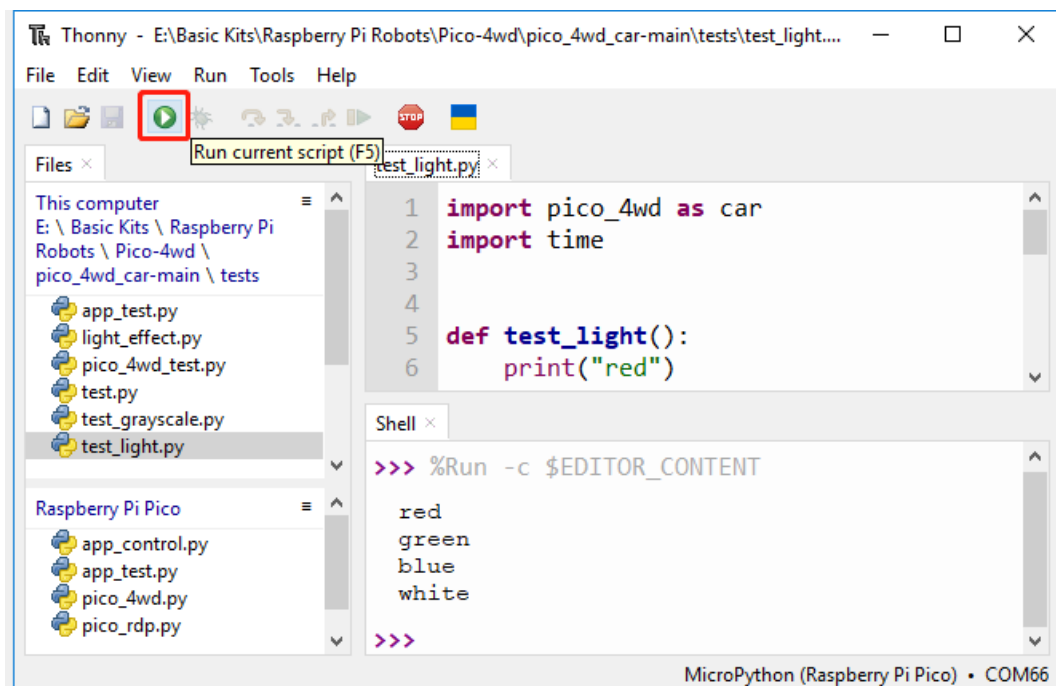 Thonny - E:\Basic Kits\Raspberry Pi Robots\Pico-4wd\pico_4wd_car-main\tests\test_light....
File Edit View Run Tools Help
STOP
Run current script (F5)
Files
test_light.py
This computer
E: \ Basic Kits \ Raspberry Pi
Robots \ Pico-4wd \
pico_4wd_car-main \ tests
app_test.py
light_effect.py
pico_4wd_test.py
test.py
test_grayscale.py
test_light.py
Raspberry Pi Pico
app_control.py
app_test.py
pico_4wd.py
pico_rdp.py
1 import pico_4wd as car
2 import time
3
4
5 def test_light():
6 print("red")
Shell
>>> %Run -c $EDITOR_CONTENT
red
green
blue
white
>>>
MicroPython (Raspberry Pi Pico) • COM66